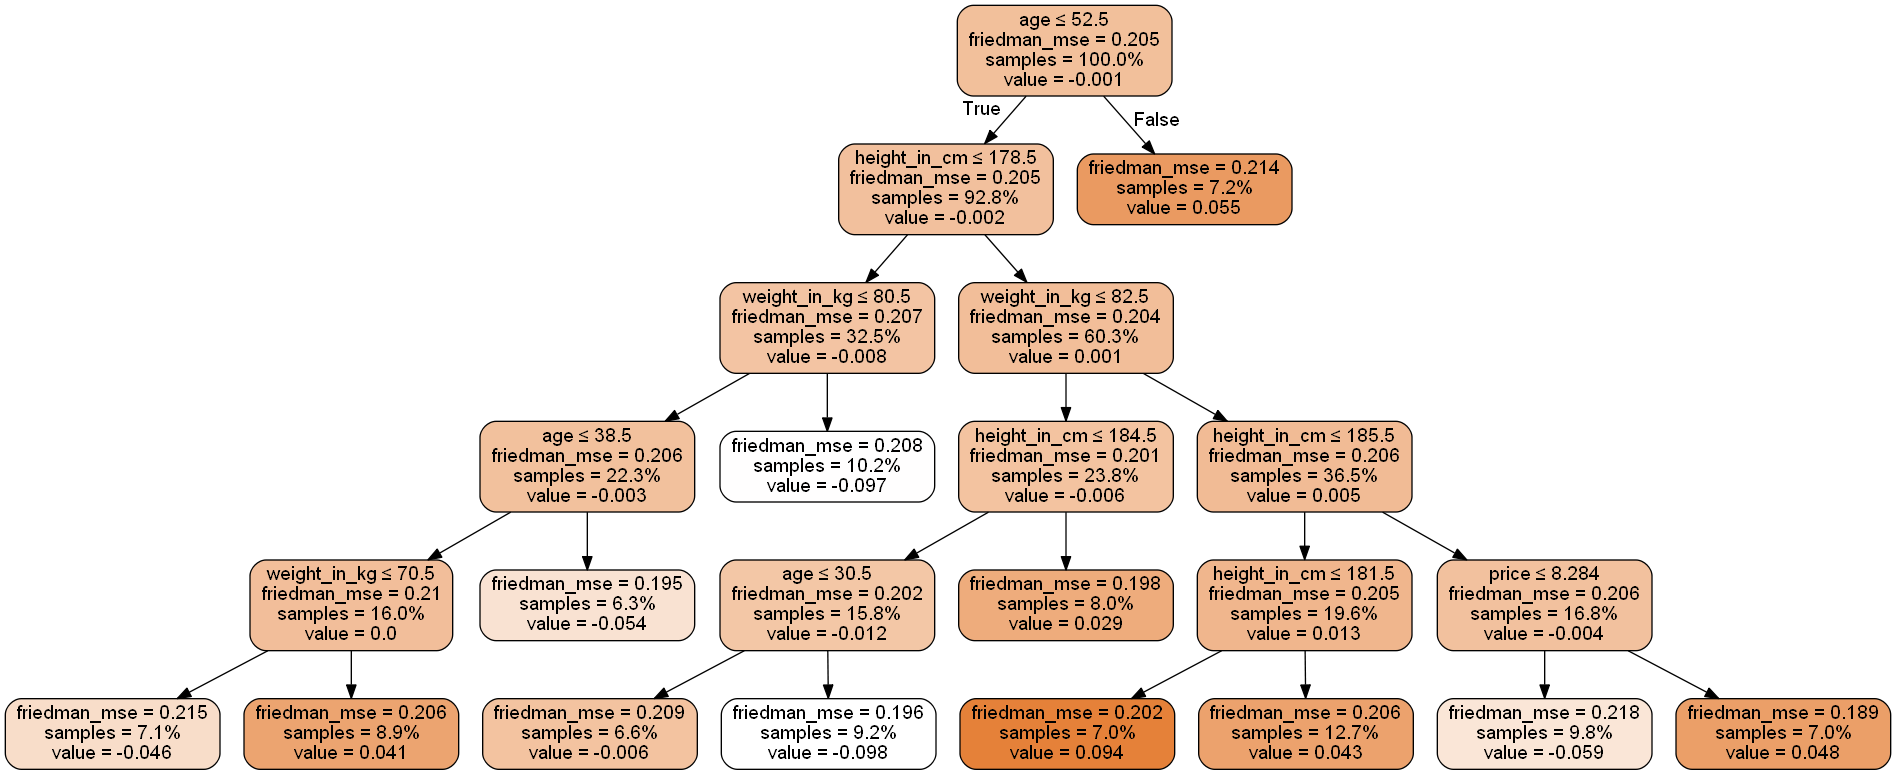 age ≤ 52.5
friedman_mse = 0.205
samples = 100.0%
value = -0.001
True
False
height_in_cm ≤ 178.5
friedman_mse = 0.205
samples = 92.8%
value = -0.002
friedman_mse = 0.214
samples = 7.2%
value = 0.055
weight_in_kg ≤ 80.5
friedman_mse = 0.207
samples = 32.5%
value = -0.008
weight_in_kg ≤ 82.5
friedman_mse = 0.204
samples = 60.3%
value = 0.001
age ≤ 38.5
friedman_mse = 0.206
samples = 22.3%
value = -0.003
friedman_mse = 0.208
samples = 10.2%
value = -0.097
height_in_cm ≤ 184.5
friedman_mse = 0.201
samples = 23.8%
value = -0.006
height_in_cm ≤ 185.5
friedman_mse = 0.206
samples = 36.5%
value = 0.005
weight_in_kg ≤ 70.5
friedman_mse = 0.21
samples = 16.0%
value = 0.0
friedman_mse = 0.195
samples = 6.3%
value = -0.054
age ≤ 30.5
friedman_mse = 0.202
samples = 15.8%
value = -0.012
friedman_mse = 0.198
samples = 8.0%
value = 0.029
height_in_cm ≤ 181.5
friedman_mse = 0.205
samples = 19.6%
value = 0.013
price ≤ 8.284
friedman_mse = 0.206
samples = 16.8%
value = -0.004
friedman_mse = 0.215
samples = 7.1%
value = -0.046
friedman_mse = 0.206
samples = 8.9%
value = 0.041
friedman_mse = 0.209
samples = 6.6%
value = -0.006
friedman_mse = 0.196
samples = 9.2%
value = -0.098
friedman_mse = 0.202
samples = 7.0%
value = 0.094
friedman_mse = 0.206
samples = 12.7%
value = 0.043
friedman_mse = 0.218
samples = 9.8%
value = -0.059
friedman_mse = 0.189
samples = 7.0%
value = 0.048